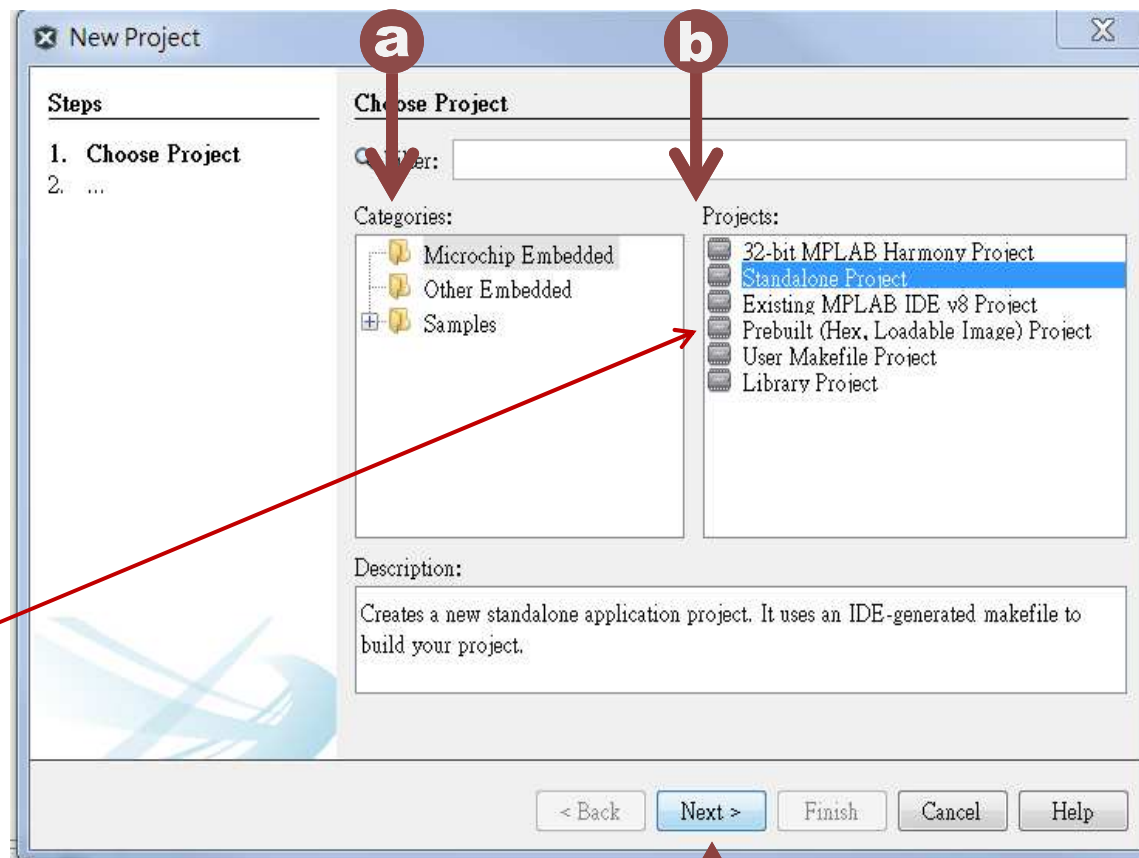 New Project
a
b
Steps
1. Choose Project
2. ...
Choose Project
Categories:
Microchip Embedded
Other Embedded
Samples
Projects:
32-bit MPLAB Harmony Project
Standalone Project
Existing MPLAB IDE v8 Project
Prebuilt (Hex, Loadable Image) Project
User Makefile Project
Library Project
Description:
Creates a new standalone application project. It uses an IDE-generated makefile to
build your project.
< Back
Next >
Finish
Cancel
Help